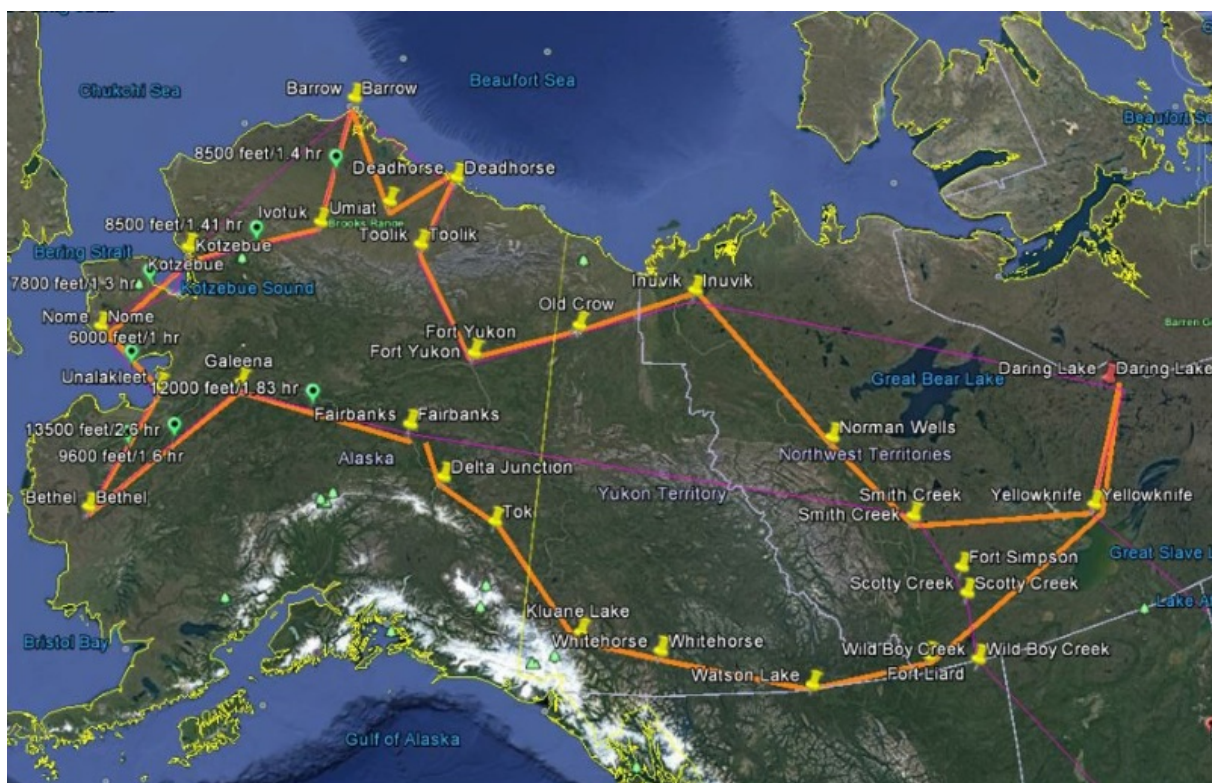 Chukchi Sea
Beaufort Sea
Barrow Barrow
8500 feet/1.4 hr
Deadhorse Deadhorse
Ivotuk Umiat
Brooks Range
8500 feet/1.41 hr
Toolik Toolik
Kotzebue
Bering Strait
Kotzebue
7800 feet/1.3 hr
Kotzebue Sound
Inuvik Inuvik
Old Crow
Nome Nome
6000 feet/1 hr
Fort Yukon
Fort Yukon
Galeena
Unalakleet
12000 feet/1.83 hr
Great Bear Lake
Daring Lake Daring Lake
Fairbanks Fairbanks
13500 feet/2.6 hr
9600 feet/1.6 hr
Alaska
Norman Wells
Northwest Territories
Delta Junction
Yukon Territory
Bethel Bethel
Tok
Smith Creek
Smith Creek
Yellowknife Yellowknife
Fort Simpson
Scotty Creek Scotty Creek
Kluane Lake
Whitehorse Whitehorse
Bristol Bay
Wild Boy Creek Wild Boy Creek
Watson Lake
Fort Liard
Gulf of Alaska